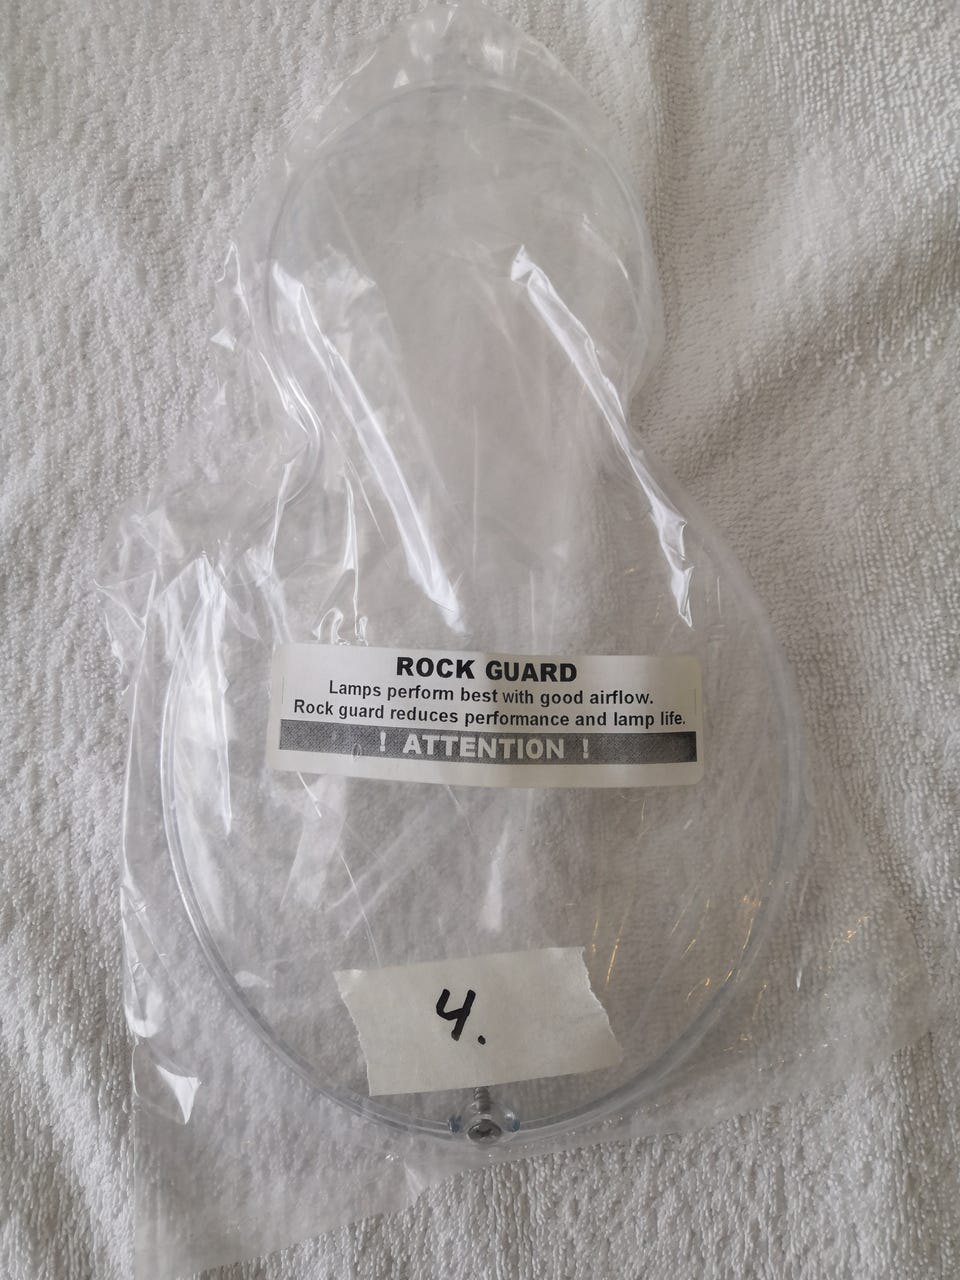 ROCK GUARD
Lamps perform best with good airflow.
Rock guard reduces performance and lamp life.
! ATTENTION !
4.